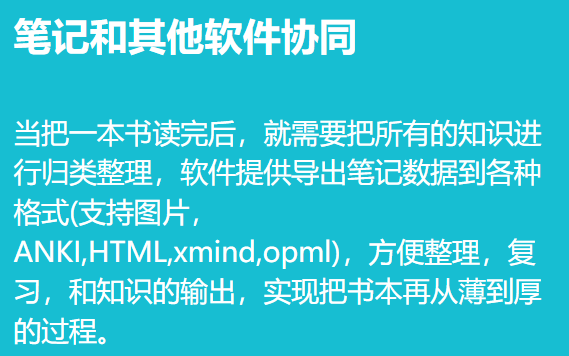 笔记和其他软件协同
当把一本书读完后，就需要把所有的知识进
行归类整理，软件提供导出笔记数据到各种
格式(支持图片，
ANKI,HTML,xmind,opml)，方便整理，复
习，和知识的输出，实现把书本再从薄到厚
的过程。